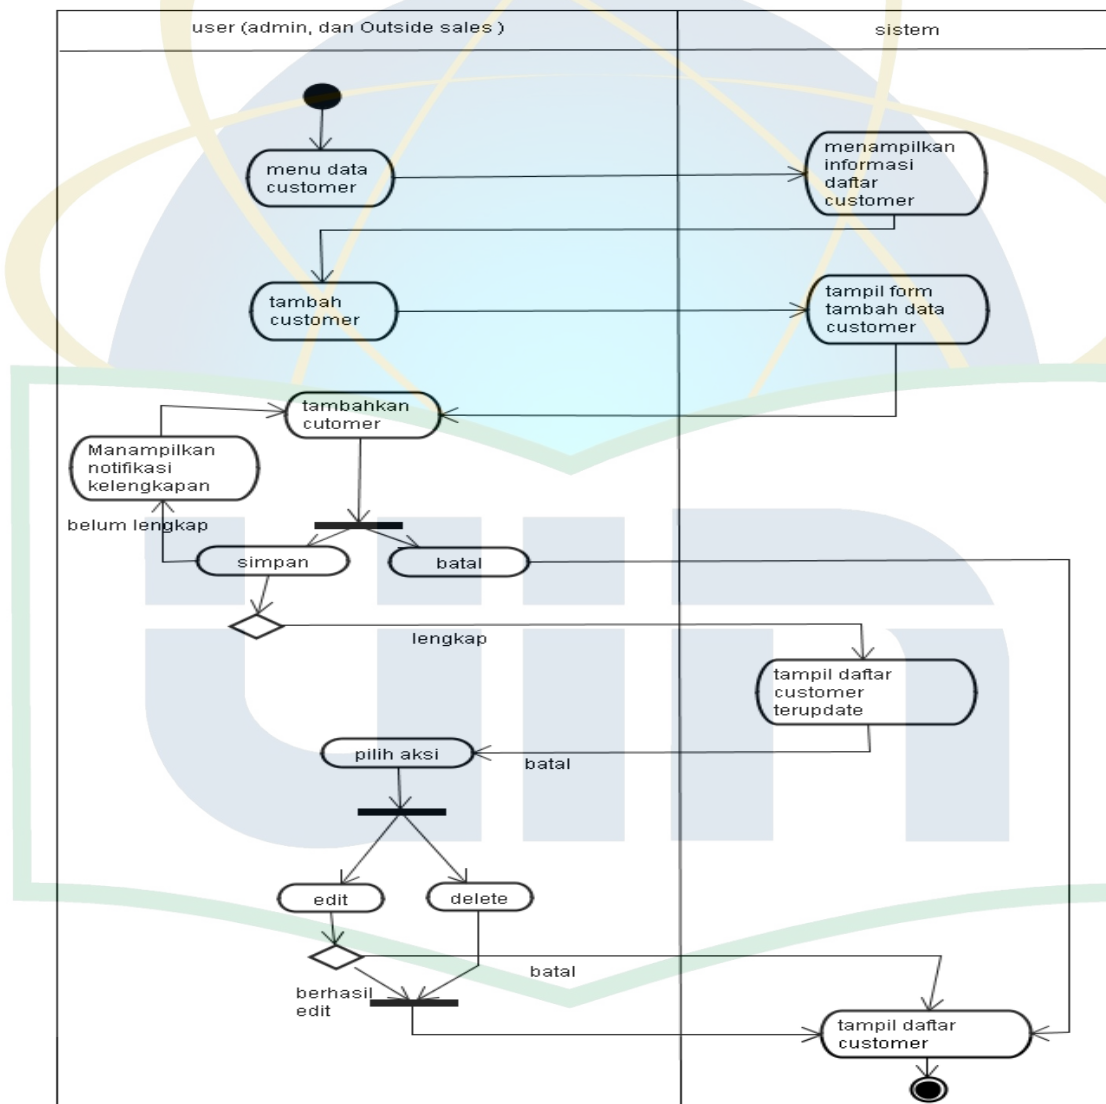 user (admin, dan Outside sales )
sistem
menu data
customer
menampilkan
informasi
daftar
customer
tambah
customer
tampil form
tambah data
customer
tambahkan
cutomer
Manampilkan
notifikasi
kelengkapan
belum lengkap
simpan
batal
lengkap
tampil daftar
customer
terupdate
pilih aksi
batal
edit
delete
batal
berhasil
edit
tampil daftar
customer
uin